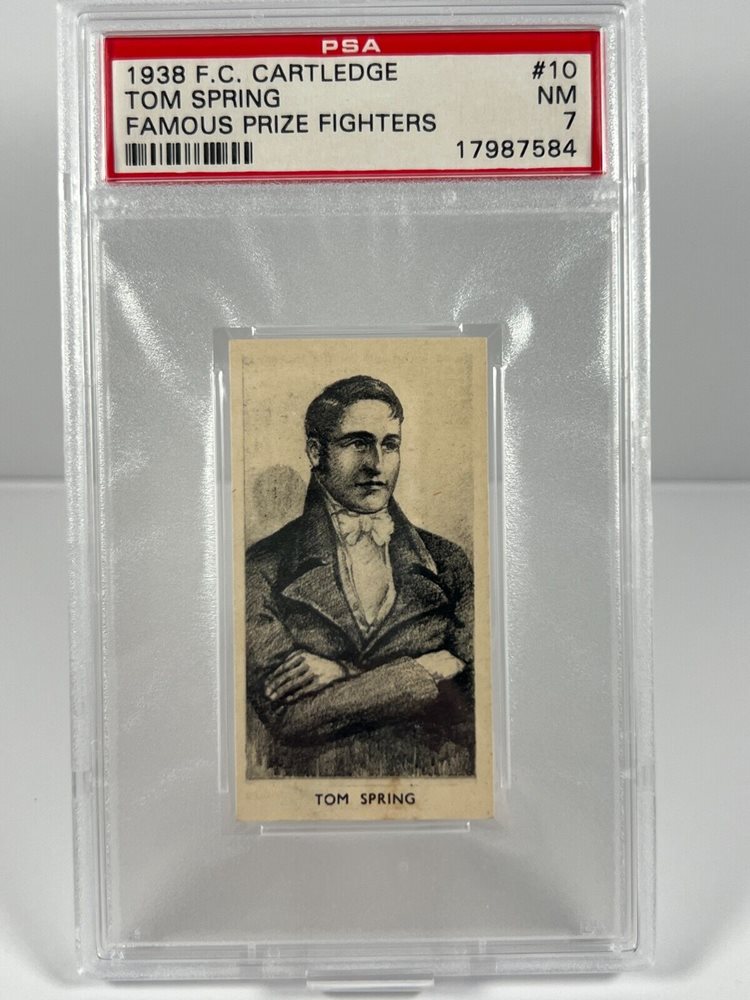 PSA
1938 F.C. CARTLEDGE #10
TOM SPRING NM
FAMOUS PRIZE FIGHTERS 7
17987584
TOM SPRING